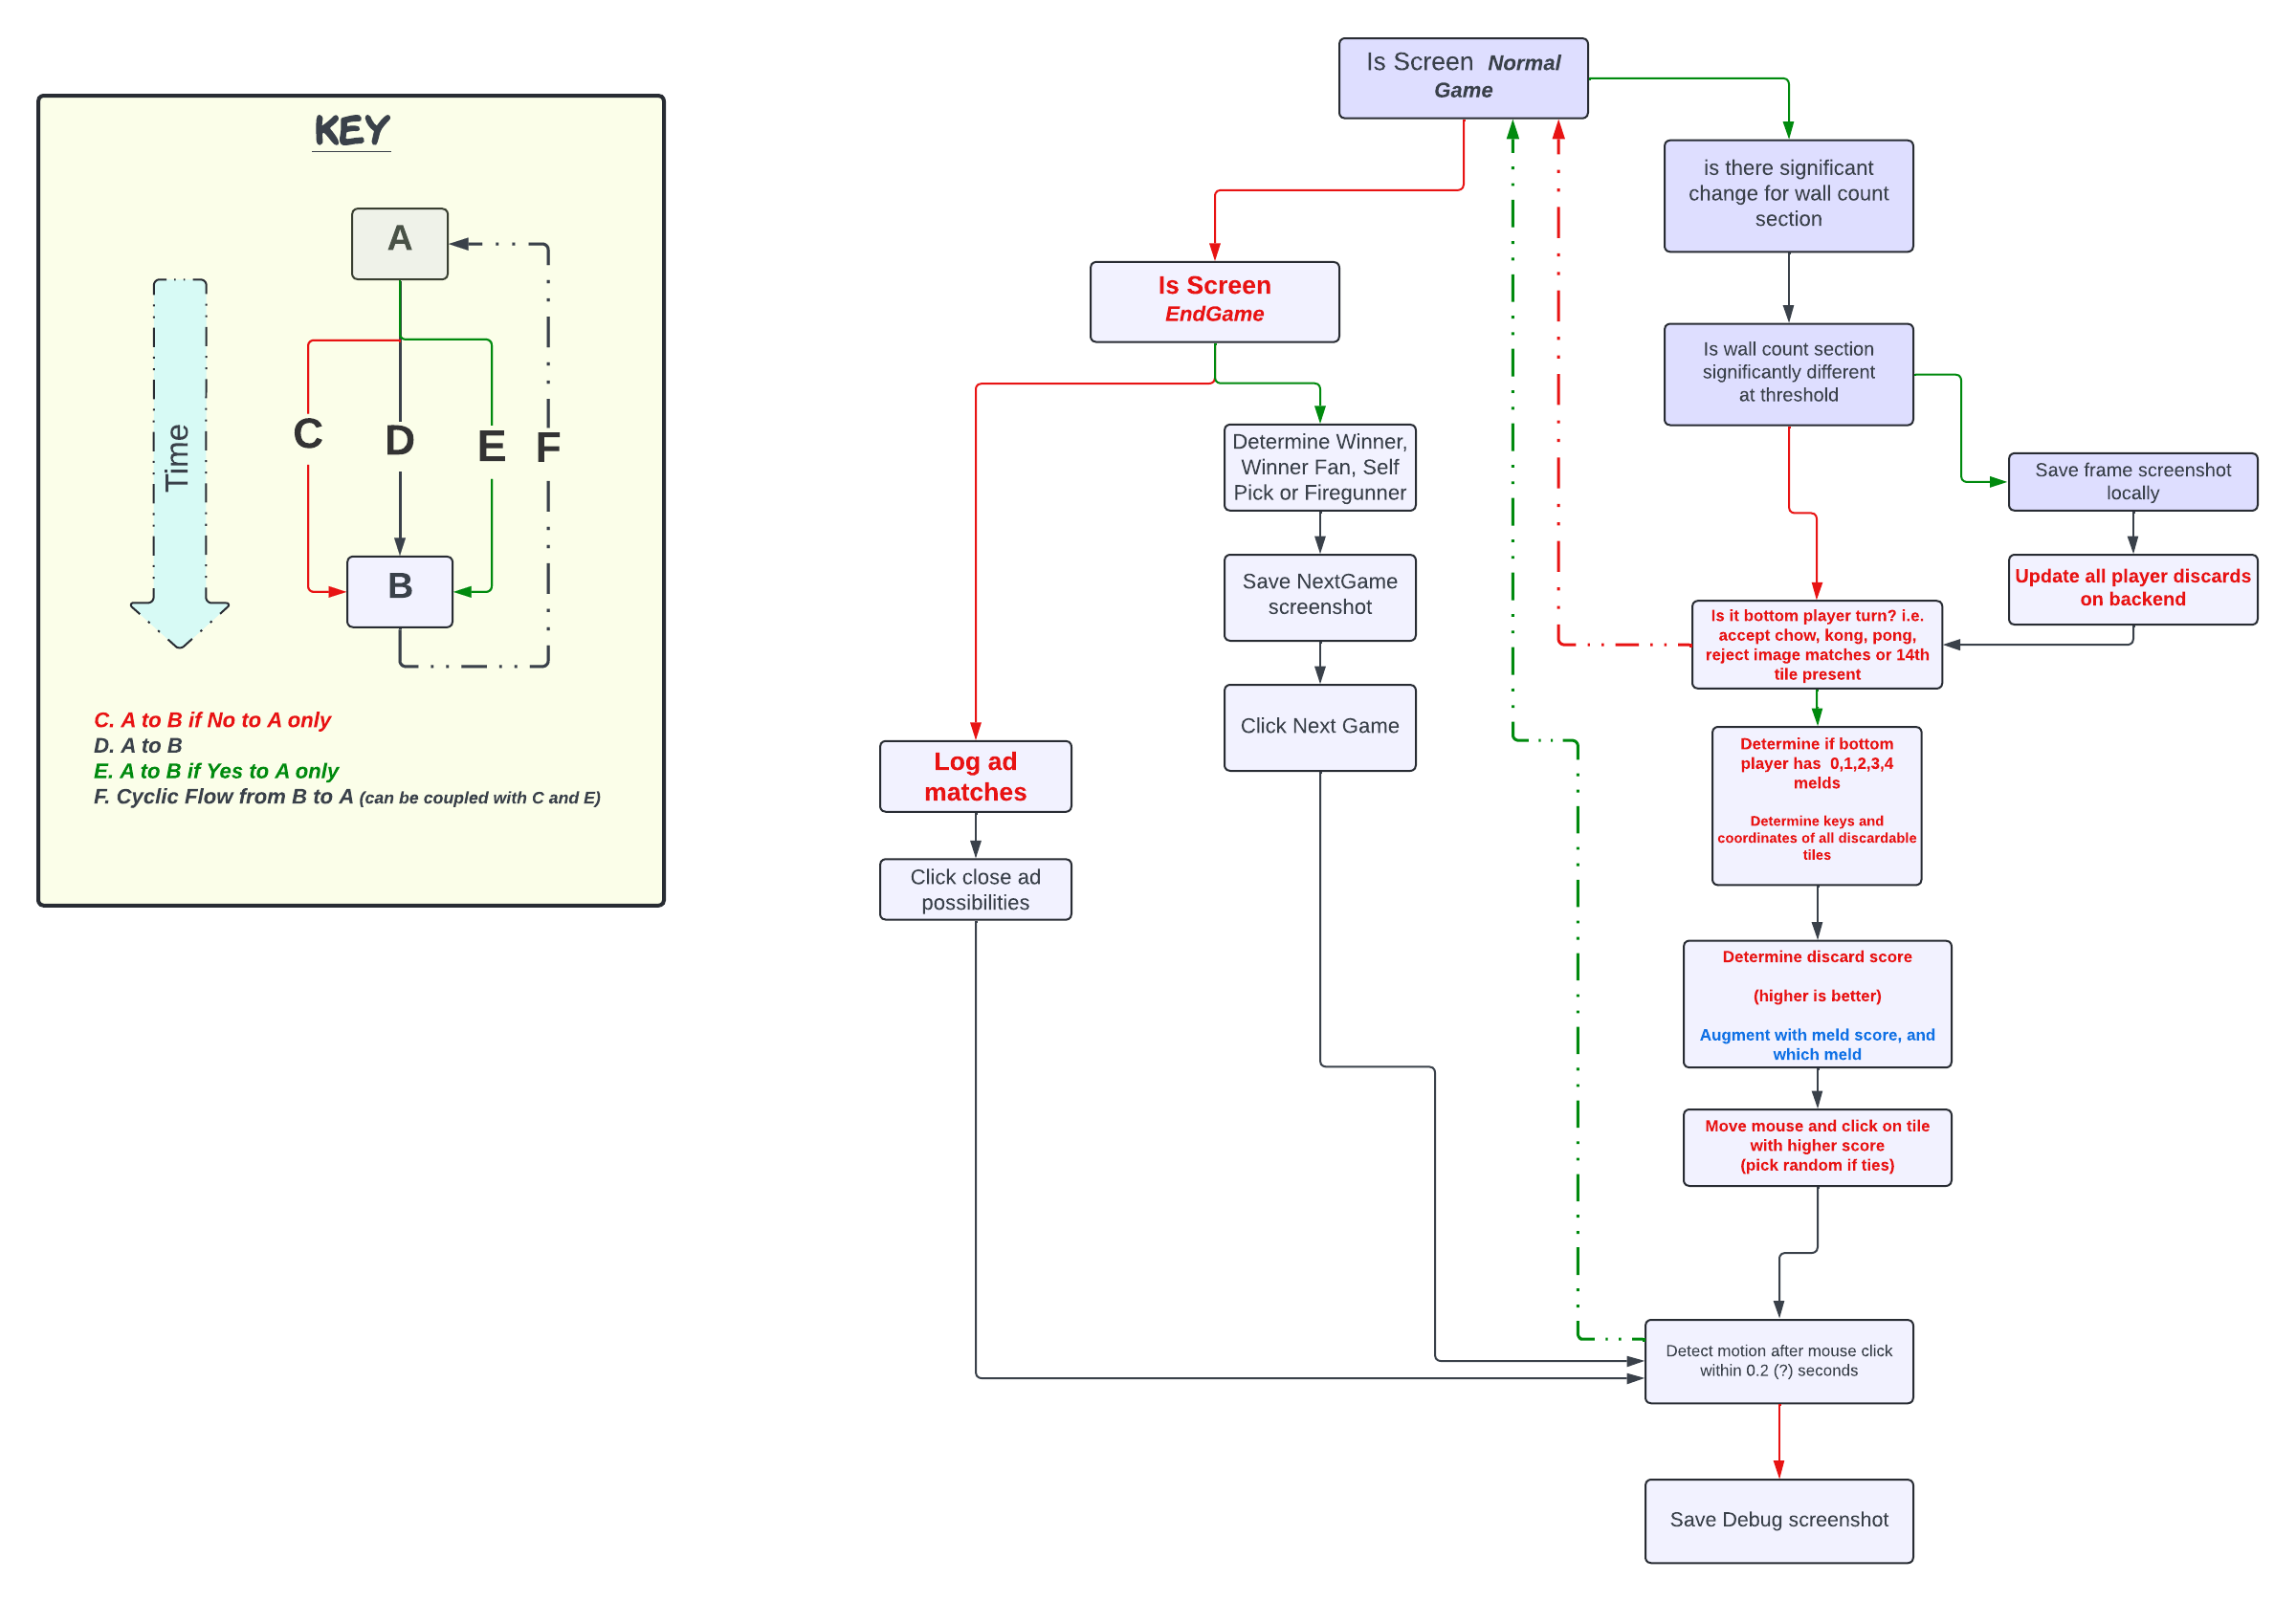 KEY
A
Time
C
D
E
F
B
C. A to B if No to A only
D. A to B
E. A to B if Yes to A only
F. Cyclic Flow from B to A (can be coupled with C and E)
Is Screen Normal
Game
is there significant
change for wall count
section
Is Screen
EndGame
Is wall count section
significantly different
at threshold
Determine Winner,
Winner Fan, Self
Pick or Firegunner
Save frame screenshot
locally
Save NextGame
screenshot
Update all player discards
on backend
Is it bottom player turn? i.e.
accept chow, kong, pong,
reject image matches or 14th
tile present
Click Next Game
Log ad
matches
Determine if bottom
player has 0,1,2,3,4
melds
Determine keys and
coordinates of all discardable
tiles
Click close ad
possibilities
Determine discard score
(higher is better)
Augment with meld score, and
which meld
Move mouse and click on tile
with higher score
(pick random if ties)
Detect motion after mouse click
within 0.2 (?) seconds
Save Debug screenshot